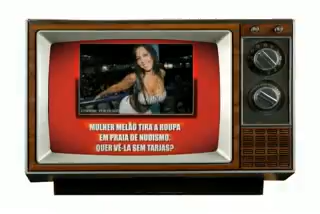 MULHER MELÃO TIRA A ROUPA
EM PRAIA DE NUDISMO.
QUER VÊ-LA SEM TARJAS?